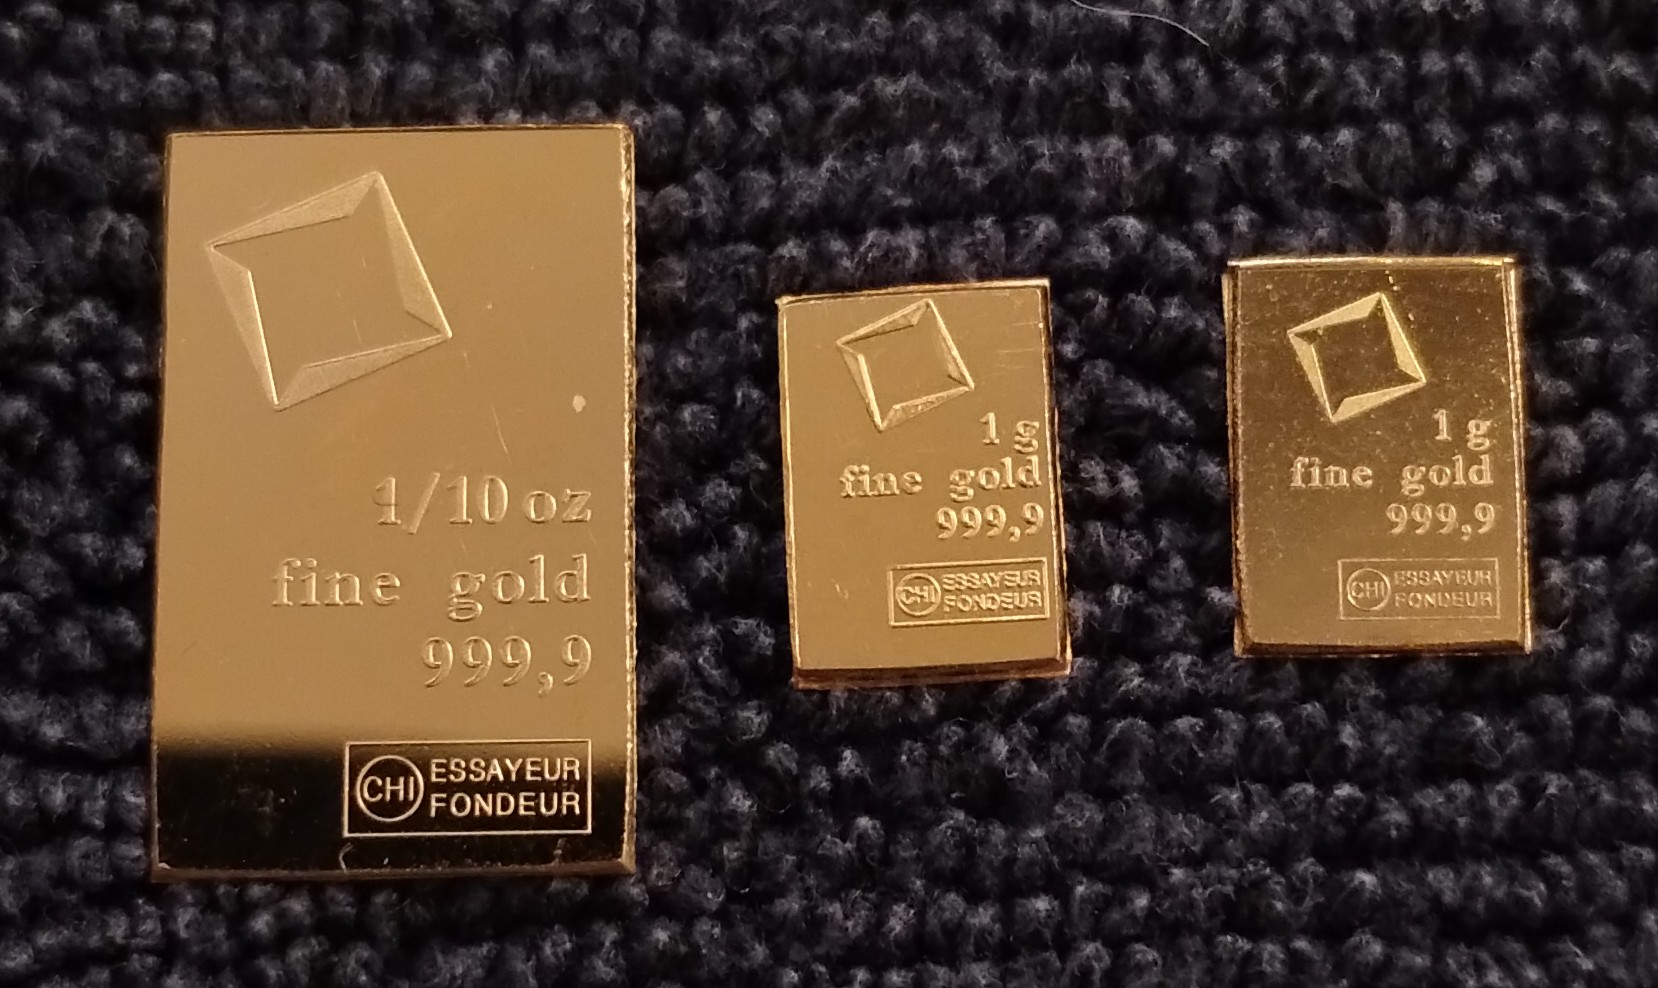 1/10 oz
fine gold
999,9
CHI ESSAYEUR
FONDEUR
1 g
fine gold
999,9
CHI ESSAYEUR
FONDEUR
1 g
fine gold
999,9
CHI ESSAYEUR
FONDEUR